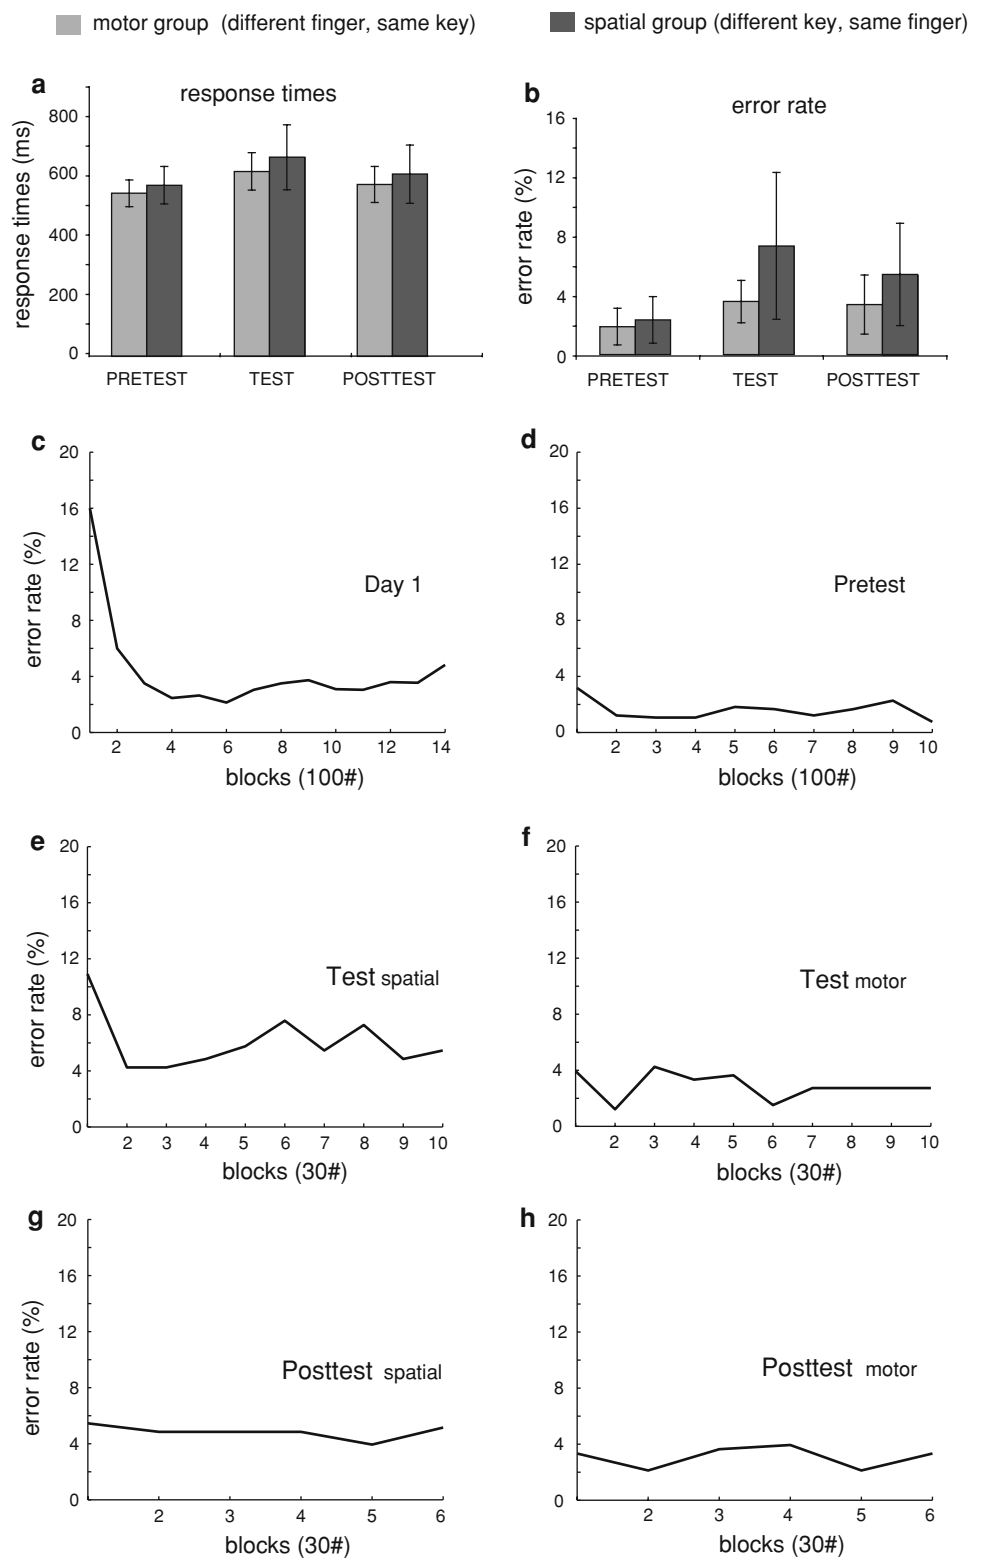 motor group (different finger, same key)
spatial group (different key, same finger)
a
response times
response times (ms)
800
600
400
200
0
PRETEST
TEST
POSTTEST
b
error rate
error rate (%)
16
12
8
4
0
PRETEST
TEST
POSTTEST
c
error rate (%)
20
16
12
8
4
0
Day 1
2 4 6 8 10 12 14
blocks (100#)
d
20
16
12
8
4
0
Pretest
2 3 4 5 6 7 8 9 10
blocks (100#)
e
error rate (%)
20
16
12
8
4
0
Test spatial
2 3 4 5 6 7 8 9 10
blocks (30#)
f
20
16
12
8
4
0
Test motor
2 3 4 5 6 7 8 9 10
blocks (30#)
g
error rate (%)
20
16
12
8
4
0
Posttest spatial
2 3 4 5 6
blocks (30#)
h
20
16
12
8
4
0
Posttest motor
2 3 4 5 6
blocks (30#)